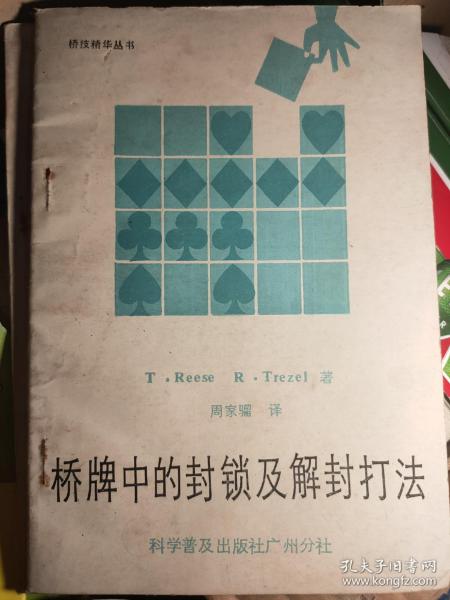 桥技精华丛书
T.Reese R.Trezel 著
周家骝 译
桥牌中的封锁及解封打法
科学普及出版社广州分社
孔夫子旧书网
www.kongfz.com